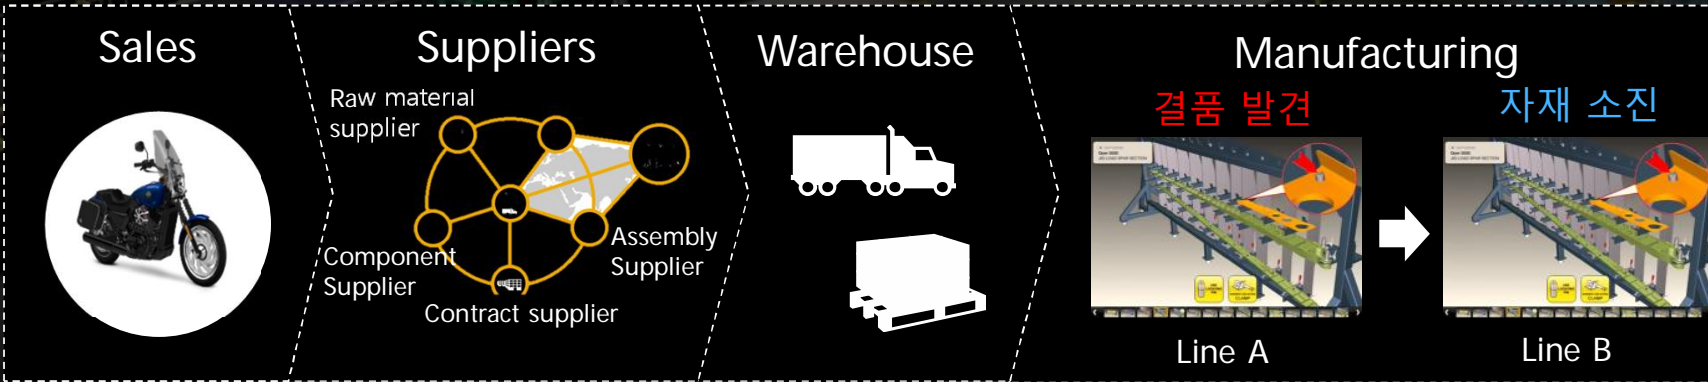 Sales
Suppliers
Raw material
supplier
Component
Supplier
Assembly
Supplier
Contract supplier
Warehouse
Manufacturing
결품 발견
자재 소진
Line A
Line B